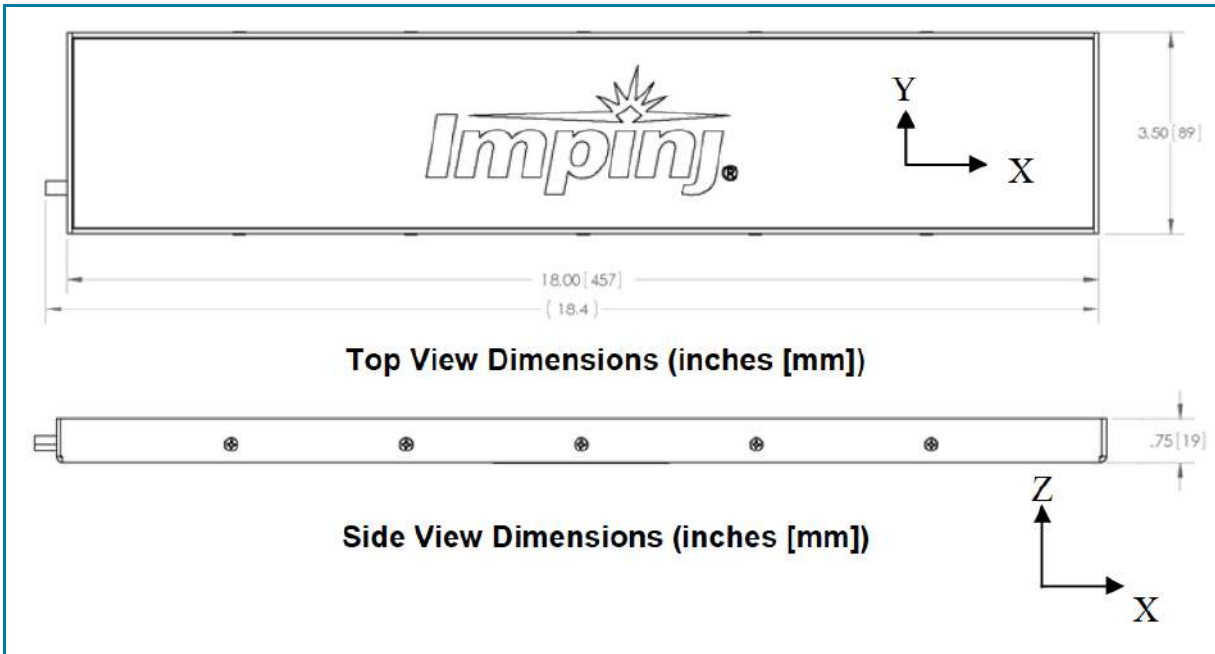 Impinj®
Y
X
3.50 [89]
18.00 [457]
( 18.4 )
Top View Dimensions (inches [mm])
.75 [19]
Z
Side View Dimensions (inches [mm])
X